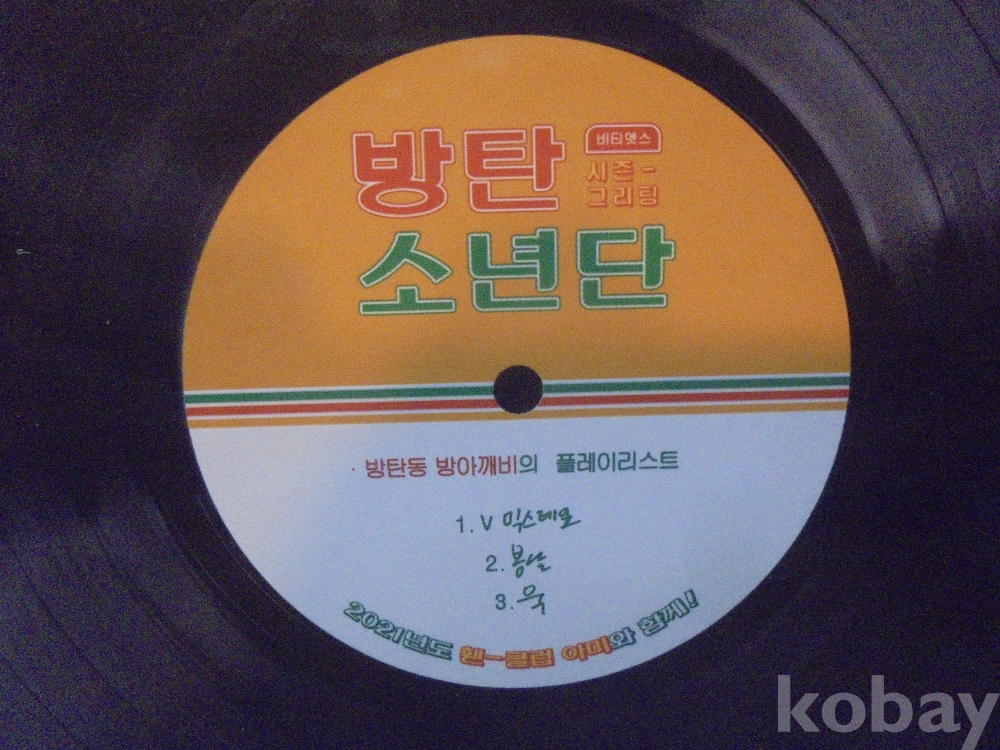 방탄
비티엣스
시즌-
그리팅
소년단
· 방탄동 방아깨비의 플레이리스트
1. V 믹스테잎
2. 봄날
3. 욱
2021년도 휀-클럽 아미와 함께!
kobay